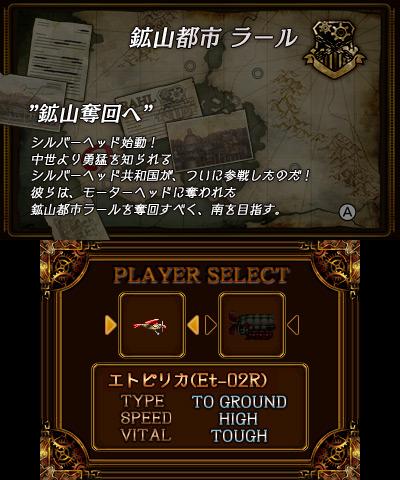 鉱山都市 ラール
"鉱山奪回へ"
シルバーヘッド始動！
中世より勇猛を知られる
シルバーヘッド共和国が、ついに参戦したのだ！
彼らは、モーターヘッドに奪われた
鉱山都市ラールを奪回すべく、南を目指す。
A
PLAYER SELECT
エトピリカ(Et-02R)
TYPE TO GROUND
SPEED HIGH
VITAL TOUGH